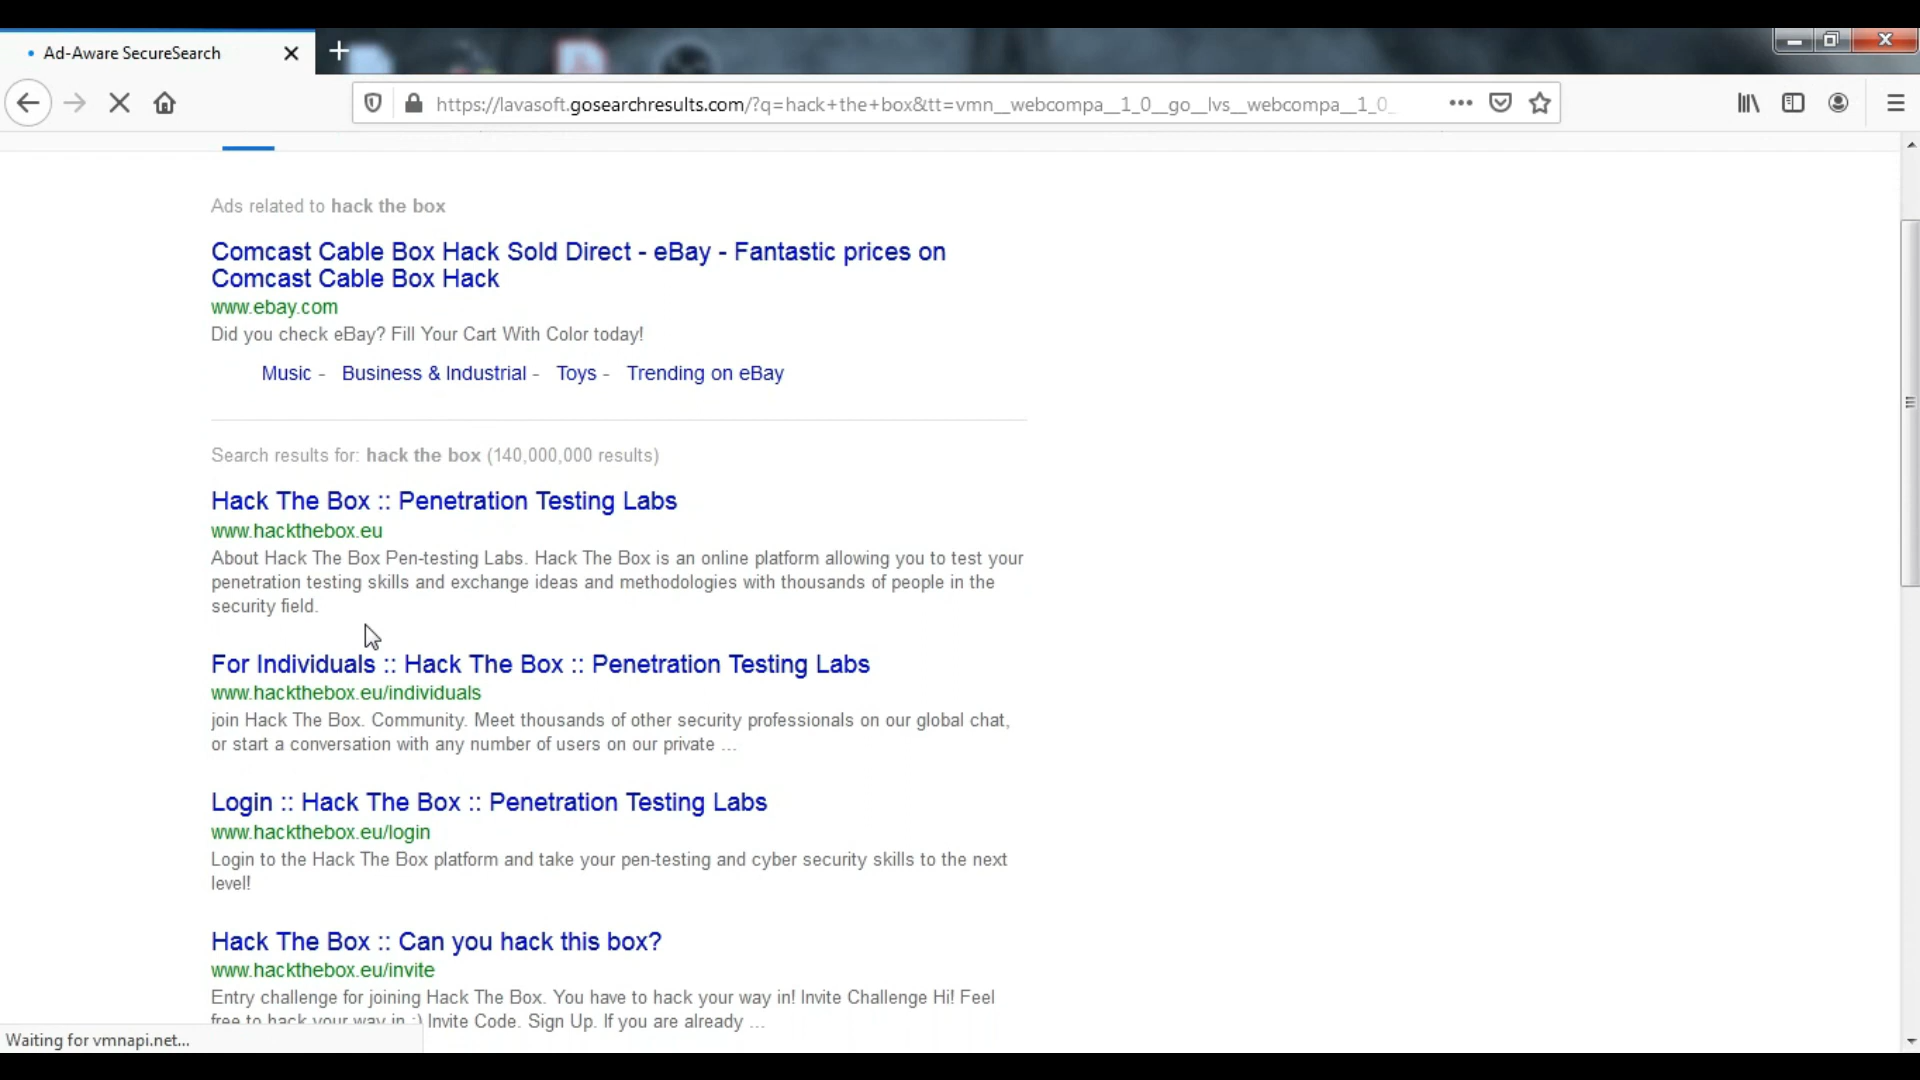 Ad-Aware SecureSearch
https://lavasoft.gosearchresults.com/?q=hack+the+box&tt=vmn__webcompa__1_0__go__lvs__webcompa__1_0_
Ads related to hack the box
Comcast Cable Box Hack Sold Direct - eBay - Fantastic prices on
Comcast Cable Box Hack
www.ebay.com
Did you check eBay? Fill Your Cart With Color today!
Music - Business & Industrial - Toys - Trending on eBay
Search results for: hack the box (140,000,000 results)
Hack The Box :: Penetration Testing Labs
www.hackthebox.eu
About Hack The Box Pen-testing Labs. Hack The Box is an online platform allowing you to test your
penetration testing skills and exchange ideas and methodologies with thousands of people in the
security field.
For Individuals :: Hack The Box :: Penetration Testing Labs
www.hackthebox.eu/individuals
join Hack The Box. Community. Meet thousands of other security professionals on our global chat,
or start a conversation with any number of users on our private ...
Login :: Hack The Box :: Penetration Testing Labs
www.hackthebox.eu/login
Login to the Hack The Box platform and take your pen-testing and cyber security skills to the next
level!
Hack The Box :: Can you hack this box?
www.hackthebox.eu/invite
Entry challenge for joining Hack The Box. You have to hack your way in! Invite Challenge Hi! Feel
free to hack your way in :) Invite Code. Sign Up. If you are already ...
Waiting for vmnapi.net...